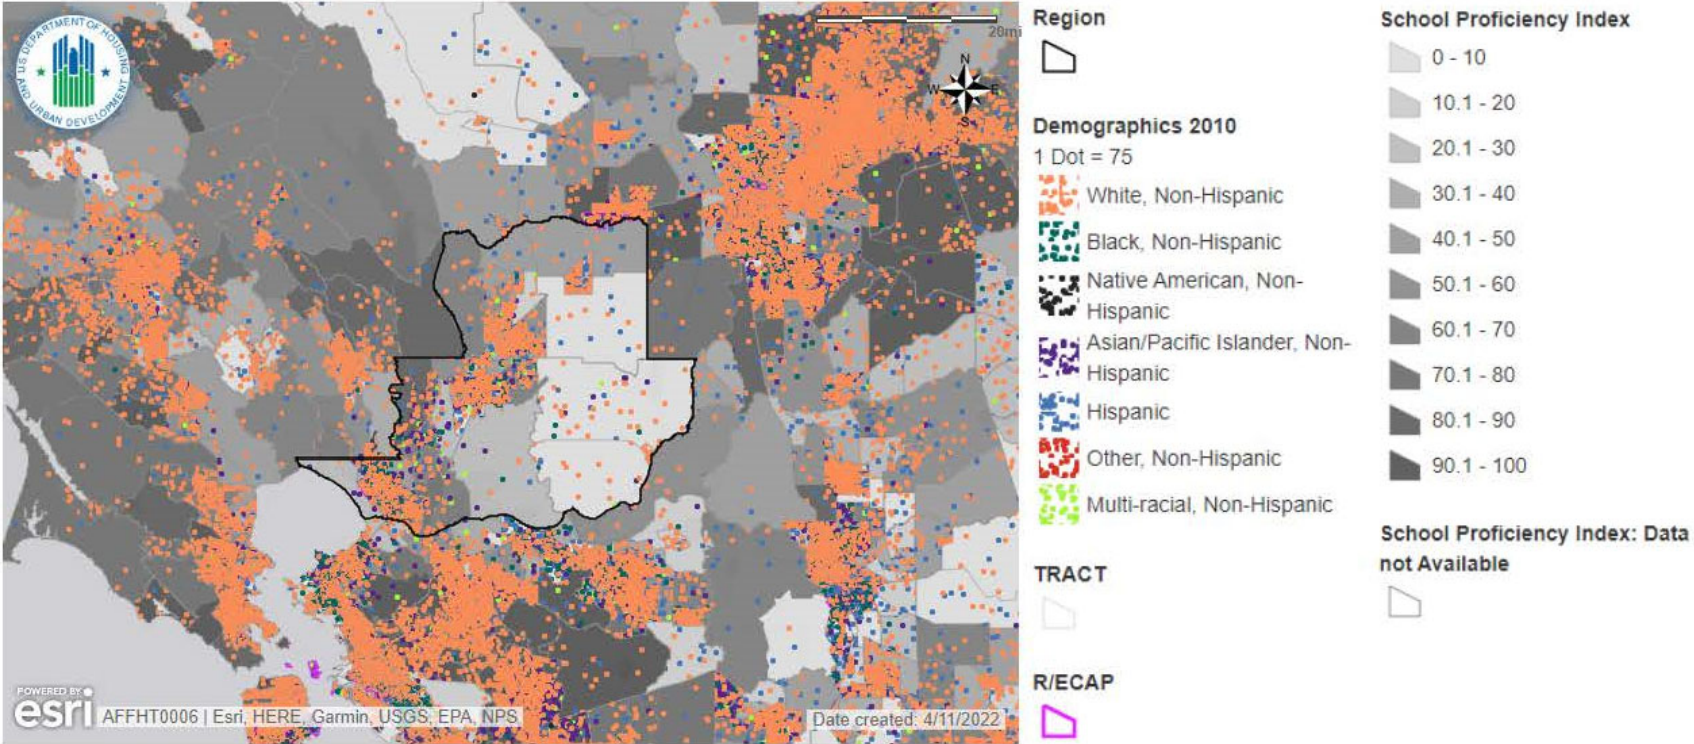 US DEPARTMENT OF HOUSING
AND URBAN DEVELOPMENT
20mi
N
W
E
S
POWERED BY
esri
AFFHT0006 | Esri, HERE, Garmin, USGS, EPA, NPS
Date created: 4/11/2022
Region
Demographics 2010
1 Dot = 75
White, Non-Hispanic
Black, Non-Hispanic
Native American, Non-
Hispanic
Asian/Pacific Islander, Non-
Hispanic
Hispanic
Other, Non-Hispanic
Multi-racial, Non-Hispanic
TRACT
R/ECAP
School Proficiency Index
0 - 10
10.1 - 20
20.1 - 30
30.1 - 40
40.1 - 50
50.1 - 60
60.1 - 70
70.1 - 80
80.1 - 90
90.1 - 100
School Proficiency Index: Data
not Available